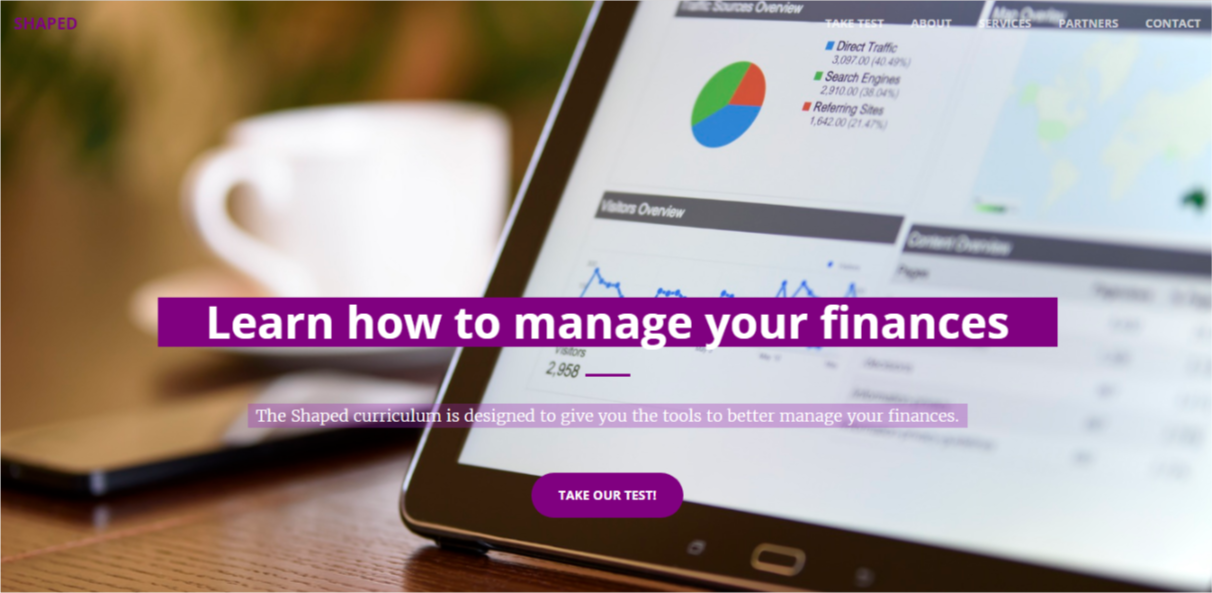 SHAPED
TAKE TEST ABOUT SERVICES PARTNERS CONTACT
Traffic Sources Overview
Map Overlay
Direct Traffic
3,097.00 (40.49%)
Search Engines
2,910.00 (38.04%)
Referring Sites
1,642.00 (21.47%)
Visitors Overview
Content Overview
Pages
Learn how to manage your finances
Visitors
2,958
The Shaped curriculum is designed to give you the tools to better manage your finances.
TAKE OUR TEST!